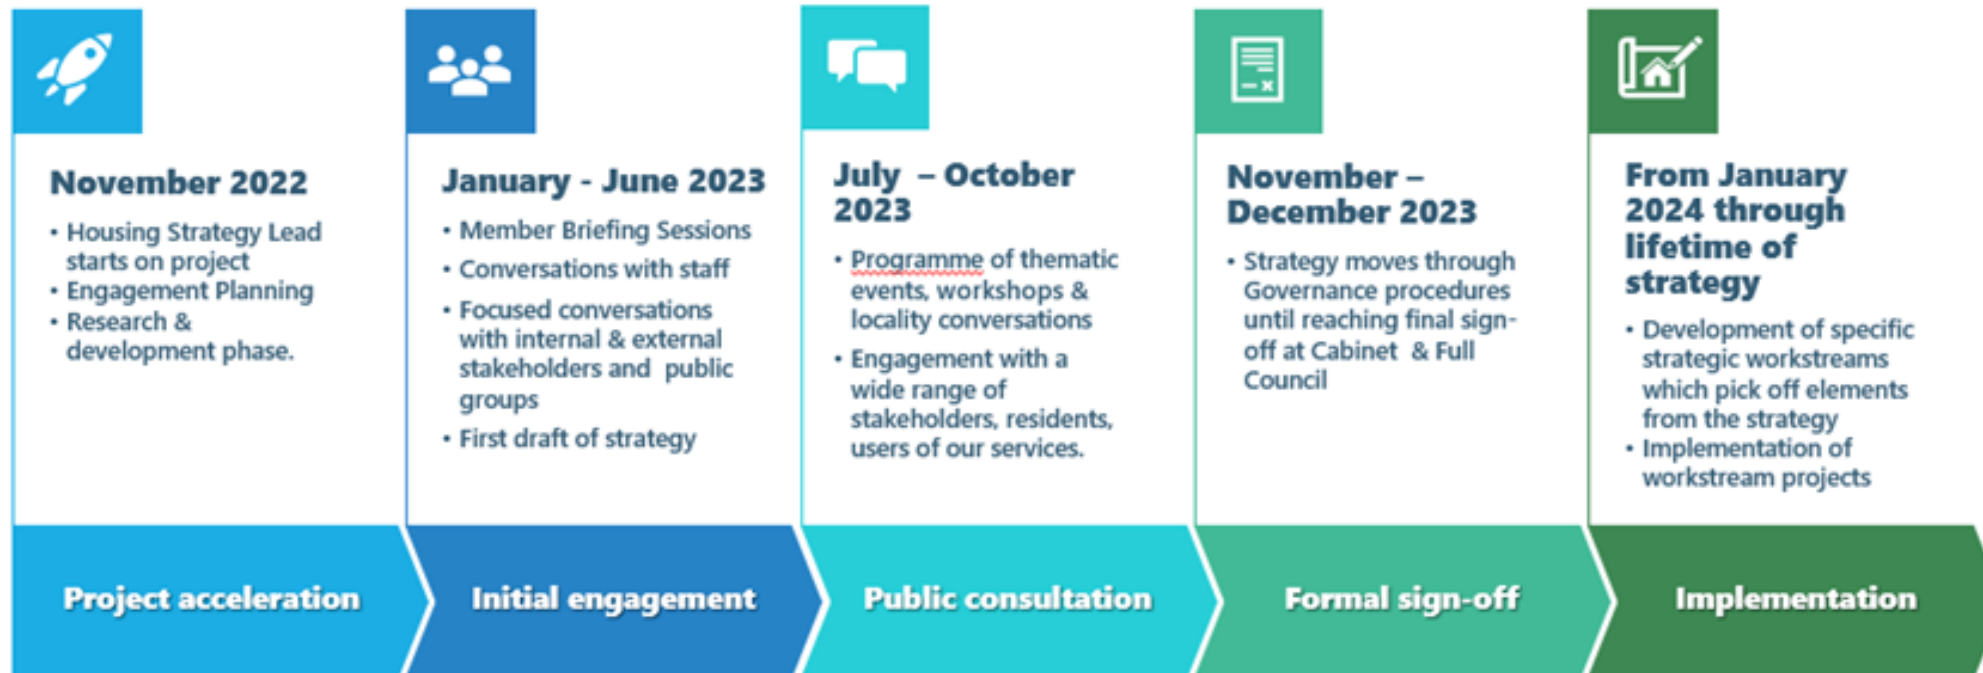 November 2022
• Housing Strategy Lead
starts on project
• Engagement Planning
• Research &
development phase.
Project acceleration
January - June 2023
• Member Briefing Sessions
• Conversations with staff
• Focused conversations
with internal & external
stakeholders and public
groups
• First draft of strategy
Initial engagement
July – October
2023
• Programme of thematic
events, workshops &
locality conversations
• Engagement with a
wide range of
stakeholders, residents,
users of our services.
Public consultation
November –
December 2023
• Strategy moves through
Governance procedures
until reaching final sign-
off at Cabinet & Full
Council
Formal sign-off
From January
2024 through
lifetime of
strategy
• Development of specific
strategic workstreams
which pick off elements
from the strategy
• Implementation of
workstream projects
Implementation